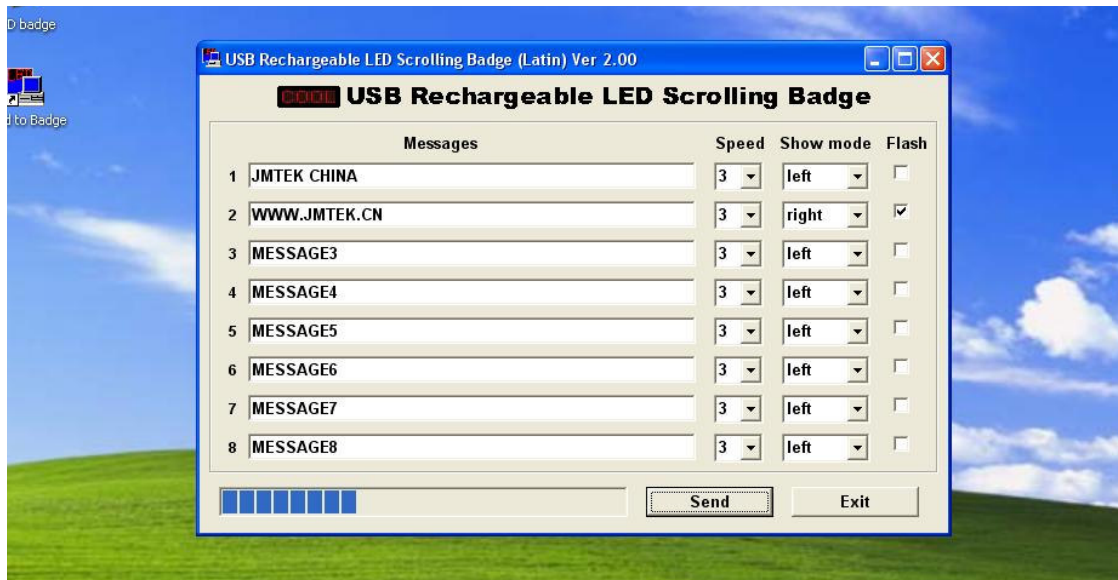 D badge
d to Badge
USB Rechargeable LED Scrolling Badge (Latin) Ver 2.00
USB Rechargeable LED Scrolling Badge
Messages Speed Show mode Flash
1 JMTEK CHINA 3 left
2 WWW.JMTEK.CN 3 right
3 MESSAGE3 3 left
4 MESSAGE4 3 left
5 MESSAGE5 3 left
6 MESSAGE6 3 left
7 MESSAGE7 3 left
8 MESSAGE8 3 left
Send Exit